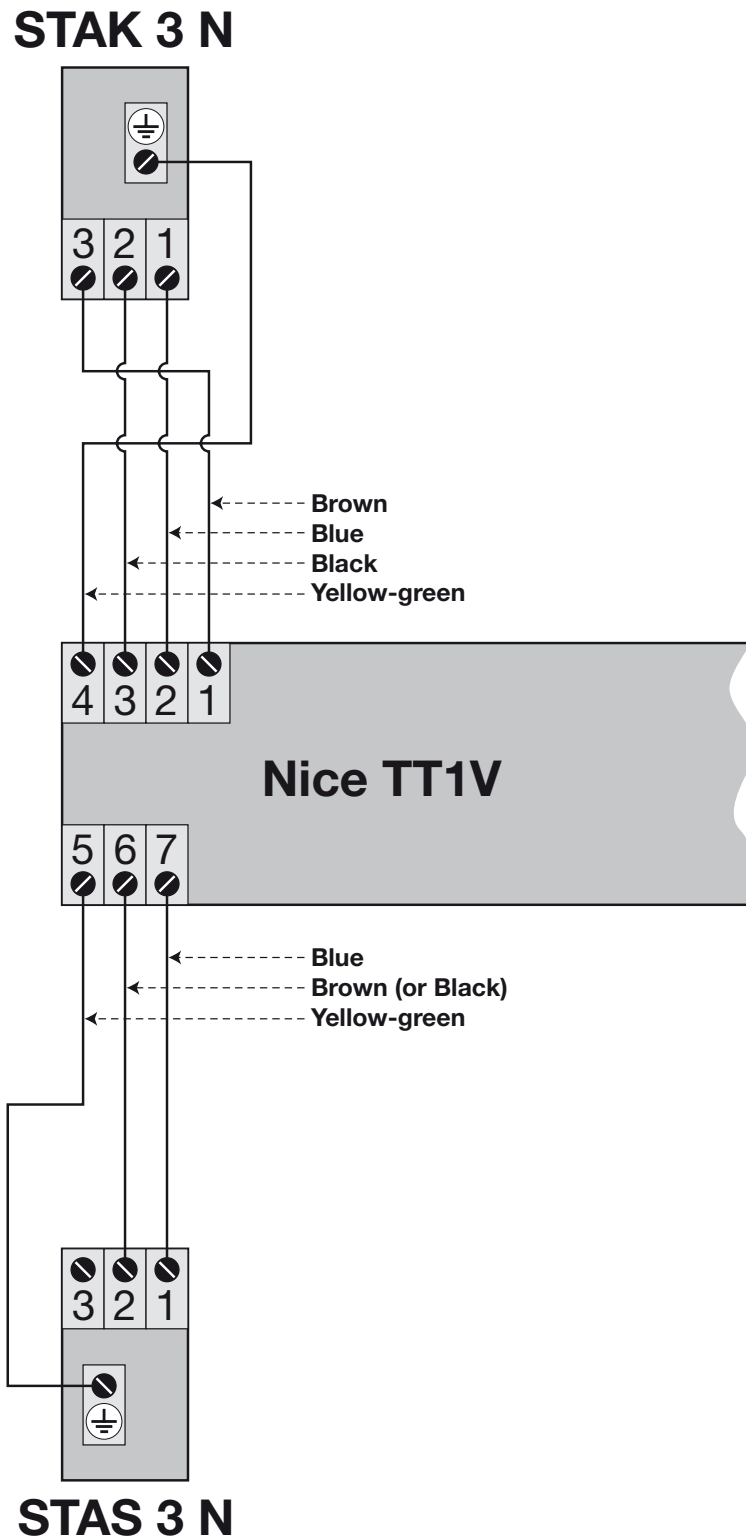 STAK 3 N
3 2 1
Brown
Blue
Black
Yellow-green
4 3 2 1
Nice TT1V
5 6 7
Blue
Brown (or Black)
Yellow-green
3 2 1
STAS 3 N